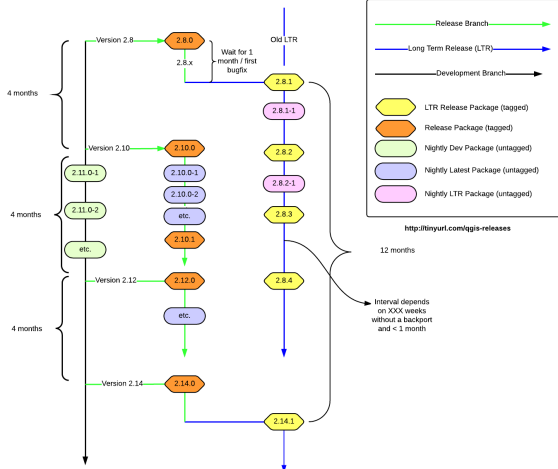 Version 2.8
2.8.0
2.8.x
Wait for 1
month / first
bugfix
Old LTR
4 months
2.8.1
2.8.1-1
Version 2.10
2.10.0
2.8.2
2.11.0-1
2.10.0-1
2.8.2-1
2.10.0-2
2.11.0-2
etc.
2.8.3
4 months
2.10.1
etc.
12 months
Version 2.12
2.12.0
2.8.4
Interval depends
on XXX weeks
without a backport
and < 1 month
etc.
4 months
Version 2.14
2.14.0
2.14.1
Release Branch
Long Term Release (LTR)
Development Branch
LTR Release Package (tagged)
Release Package (tagged)
Nightly Dev Package (untagged)
Nightly Latest Package (untagged)
Nightly LTR Package (untagged)
http://tinyurl.com/qgis-releases